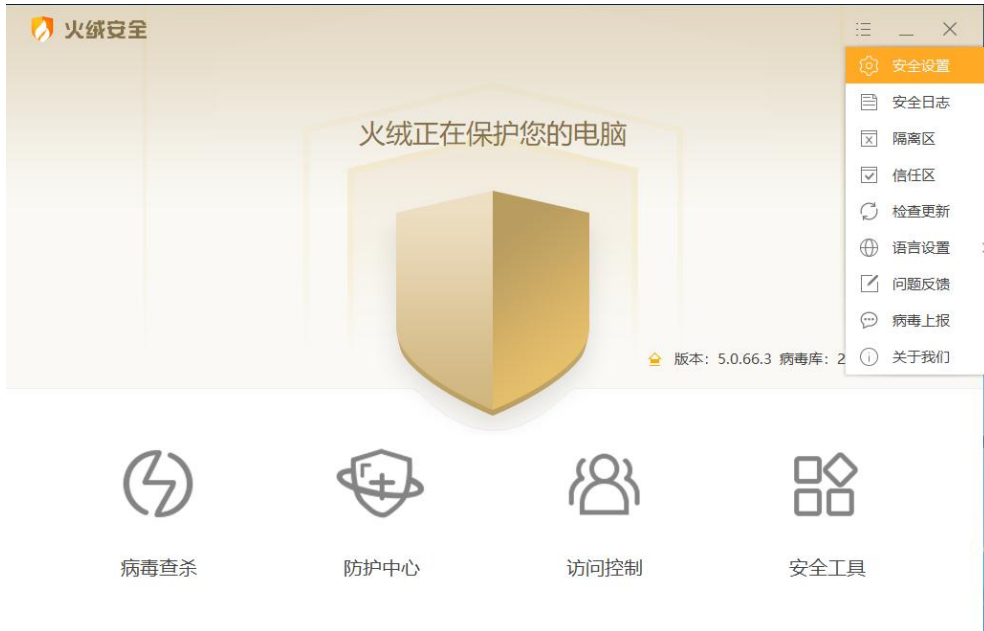 火绒安全
安全设置
安全日志
隔离区
信任区
检查更新
语言设置
问题反馈
病毒上报
关于我们
火绒正在保护您的电脑
版本：5.0.66.3 病毒库：2
病毒查杀
防护中心
访问控制
安全工具